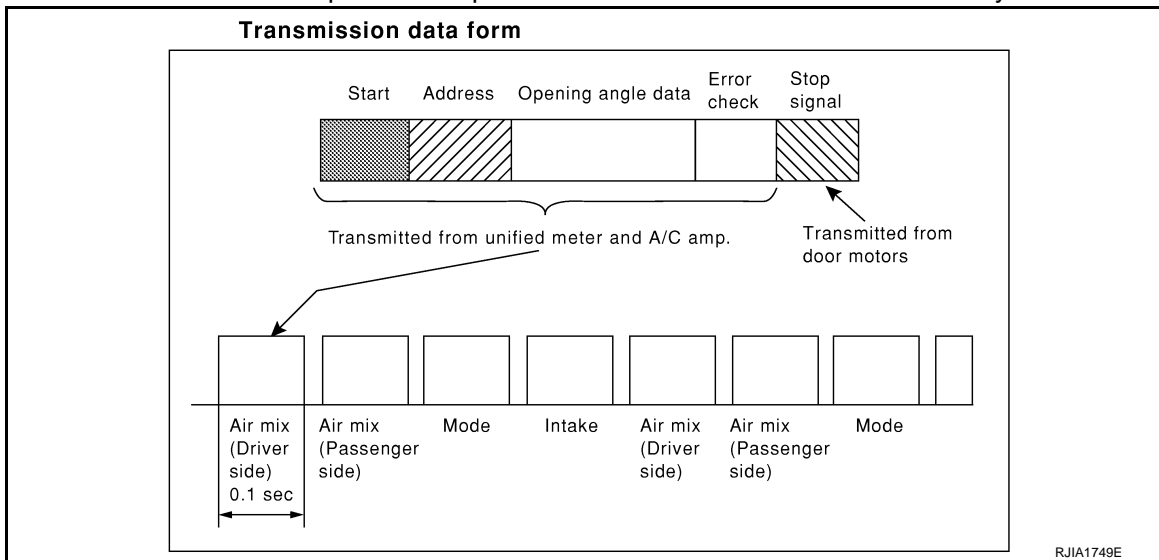 Transmission data form
Start Address Opening angle data Error check Stop signal
Transmitted from unified meter and A/C amp.
Transmitted from door motors
Air mix (Driver side) 0.1 sec
Air mix (Passenger side)
Mode
Intake
Air mix (Driver side)
Air mix (Passenger side)
Mode
RJIA1749E